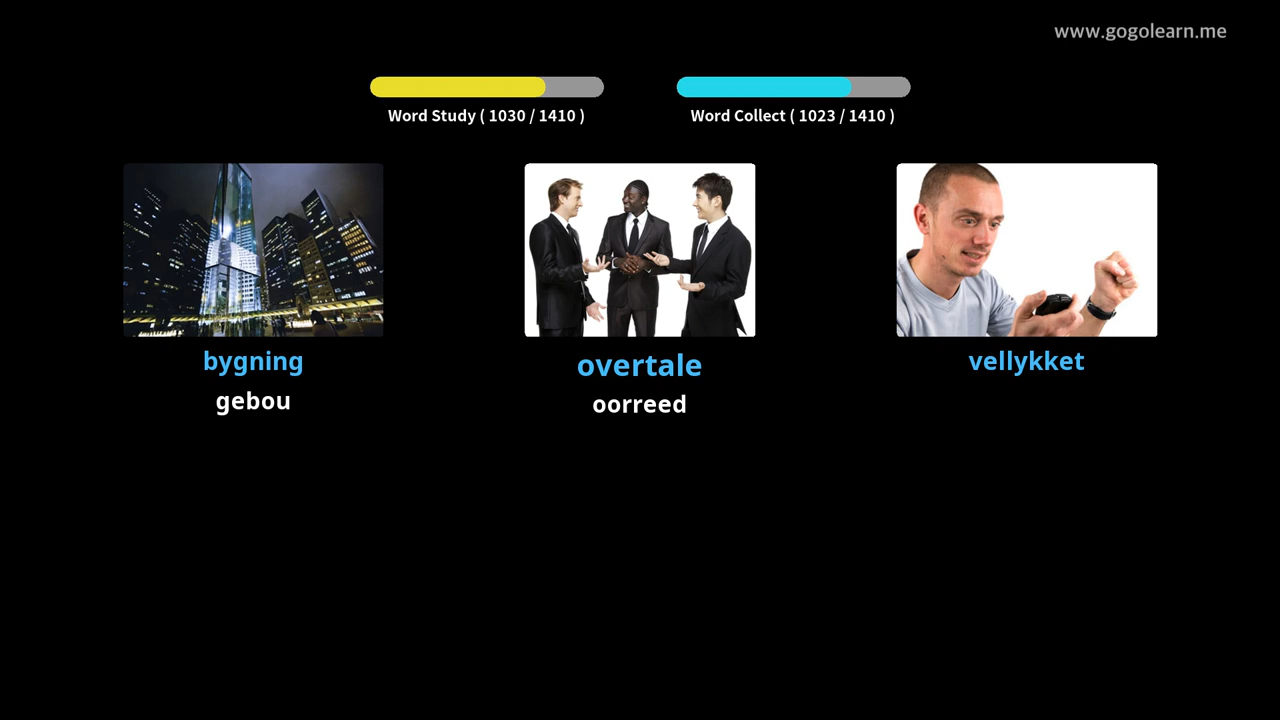 www.gogolearn.me
Word Study ( 1030 / 1410 )
Word Collect ( 1023 / 1410 )
bygning
gebou
overtale
oorreed
vellykket